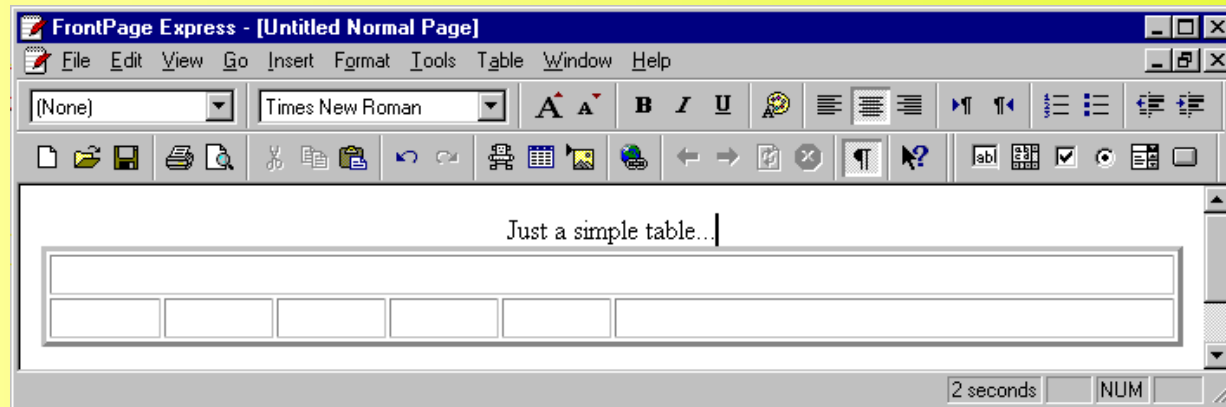 FrontPage Express - [Untitled Normal Page]
File Edit View Go Insert Format Tools Table Window Help
(None) Times New Roman A A B I U A
abl
Just a simple table...
2 seconds NUM